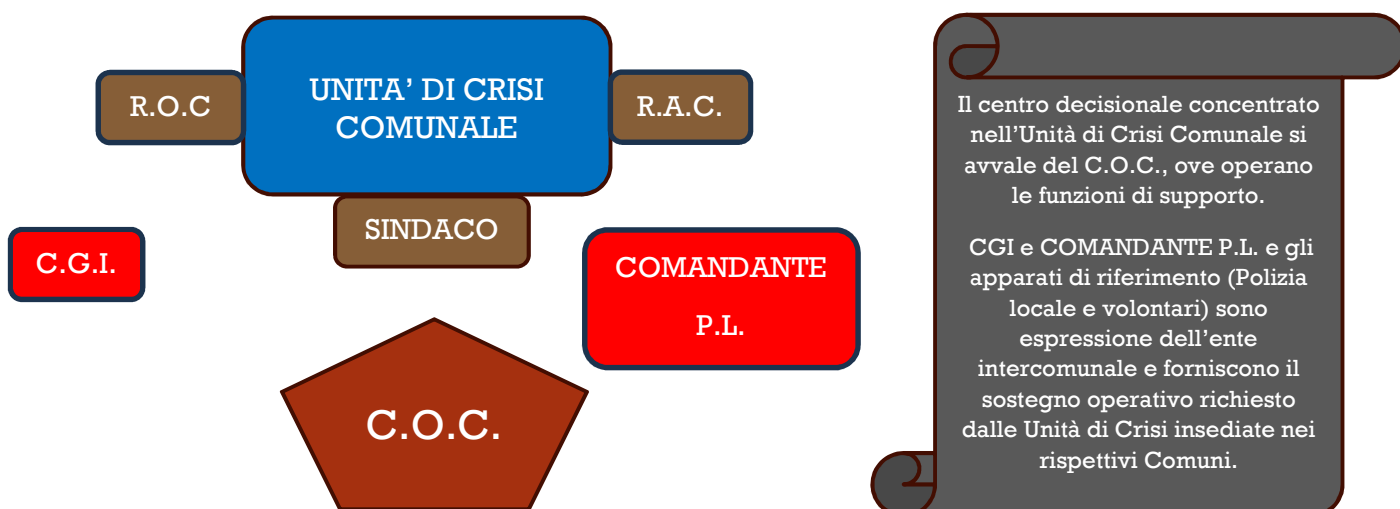 R.O.C
UNITA’ DI CRISI
COMUNALE
R.A.C.
SINDACO
C.G.I.
COMANDANTE
P.L.
C.O.C.
Il centro decisionale concentrato
nell’Unità di Crisi Comunale si
avvale del C.O.C., ove operano
le funzioni di supporto.
CGI e COMANDANTE P.L. e gli
apparati di riferimento (Polizia
locale e volontari) sono
espressione dell’ente
intercomunale e forniscono il
sostegno operativo richiesto
dalle Unità di Crisi insediate nei
rispettivi Comuni.